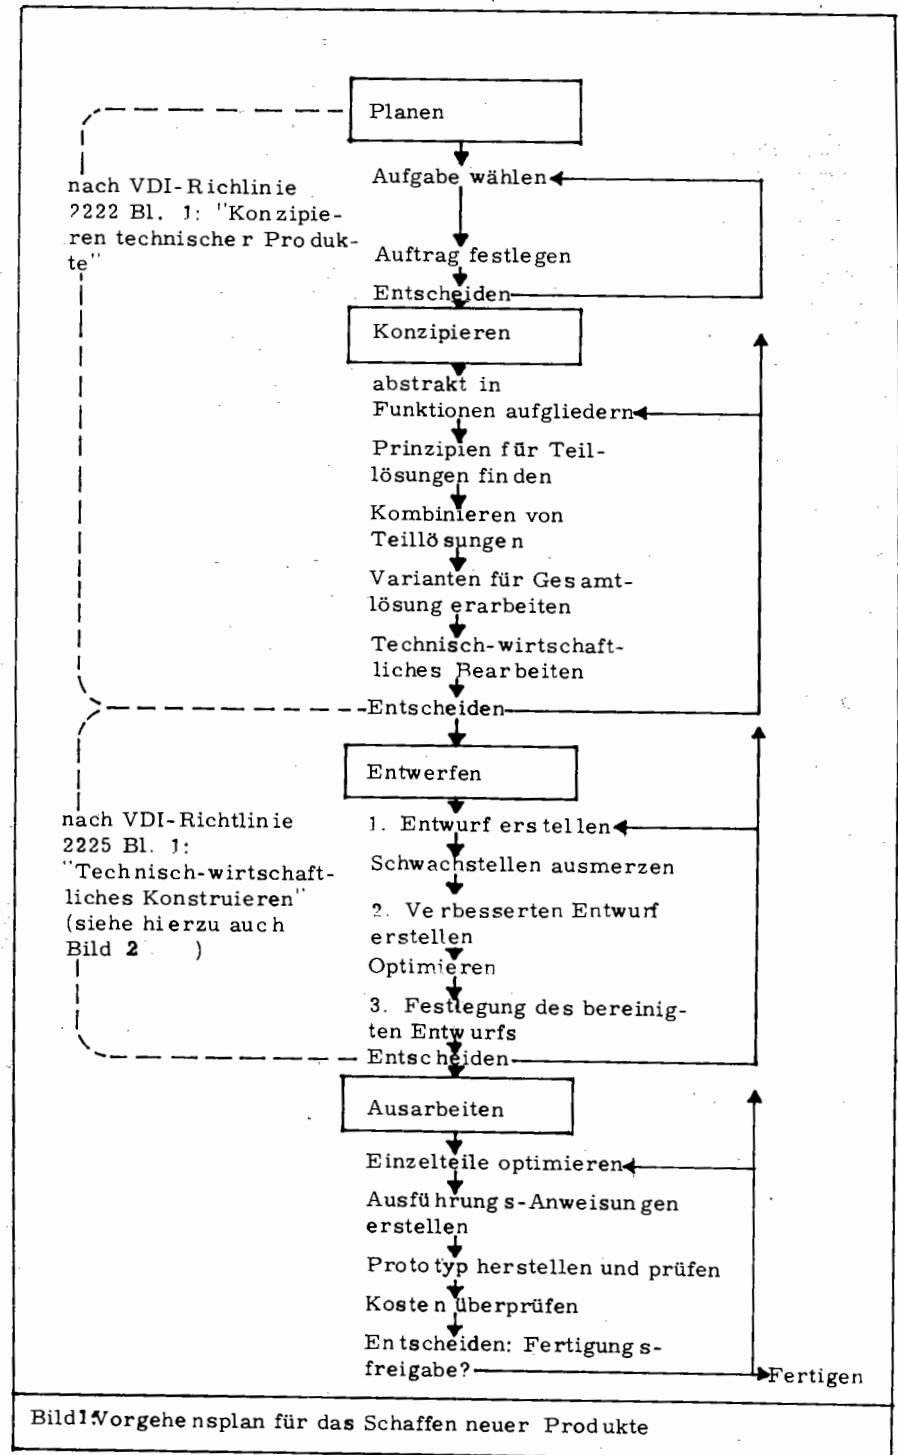 Planen
Aufgabe wählen
nach VDI-Richlinie
2222 Bl. 1: "Konzipie-
ren technischer Produk-
te"
Auftrag festlegen
Entscheiden
Konzipieren
abstrakt in
Funktionen aufgliedern
Prinzipien für Teil-
lösungen finden
Kombinieren von
Teillösungen
Varianten für Gesamt-
lösung erarbeiten
Technisch-wirtschaft-
liches Bearbeiten
Entscheiden
Entwerfen
nach VDI-Richtlinie
2225 Bl. 1:
"Technisch-wirtschaft-
liches Konstruieren"
(siehe hierzu auch
Bild 2 )
1. Entwurf erstellen
Schwachstellen ausmerzen
2. Verbesserten Entwurf
erstellen
Optimieren
3. Festlegung des bereinig-
ten Entwurfs
Entscheiden
Ausarbeiten
Einzelteile optimieren
Ausführungs-Anweisungen
erstellen
Prototyp herstellen und prüfen
Kosten überprüfen
Entscheiden: Fertigungs-
freigabe?
Fertigen
Bild1: Vorgehensplan für das Schaffen neuer Produkte